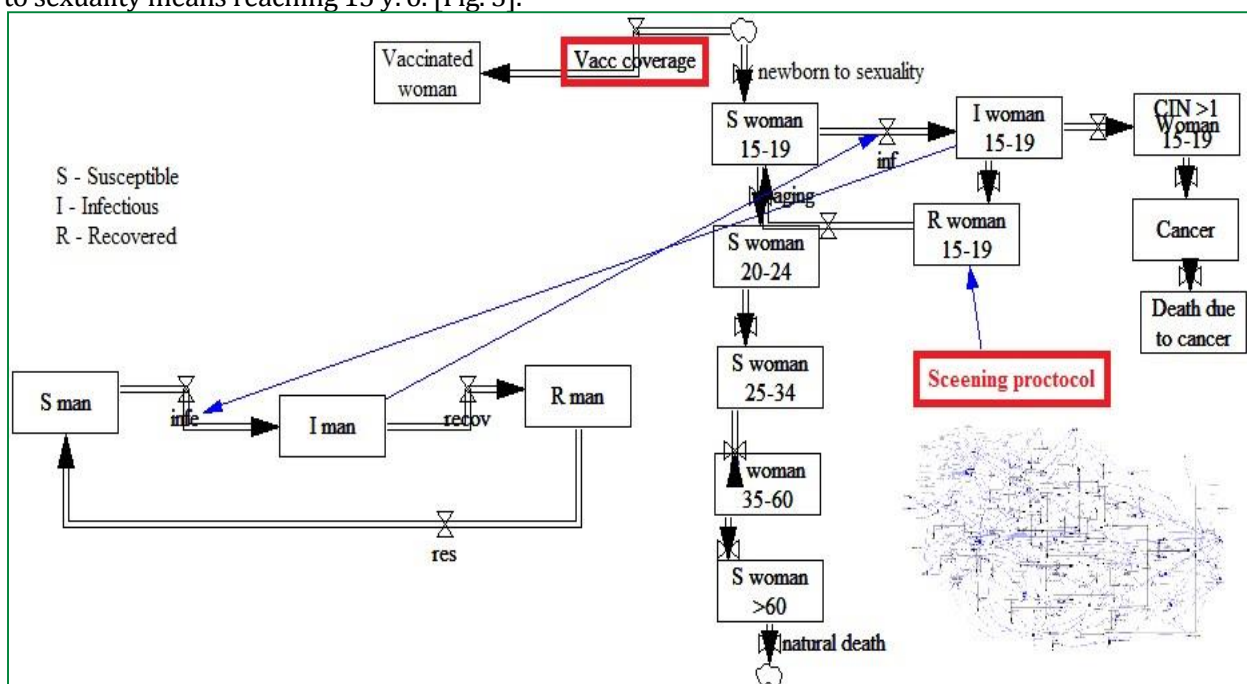 to sexuality means reaching 15 y. o. [Fig. 3].
Vaccinated
woman
Vacc coverage
newborn to sexuality
S woman
15-19
inf
I woman
15-19
CIN >1
Woman
15-19
S - Susceptible
I - Infectious
R - Recovered
aging
R woman
15-19
Cancer
S woman
20-24
Death due
to cancer
Sceening proctocol
S woman
25-34
S man
infe
I man
recov
R man
woman
35-60
res
S woman
>60
natural death